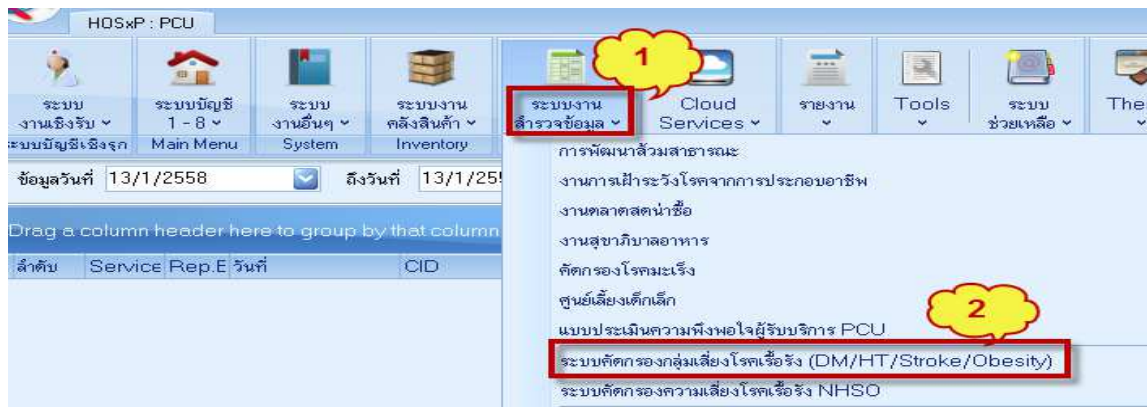 HOSxP : PCU
1
ระบบ งานเชิงรับ
ระบบบัญชี 1 - 8
ระบบ งานอื่นๆ
ระบบงาน คลังสินค้า
ระบบงาน สำรวจข้อมูล
Cloud Services
รายงาน
Tools
ระบบ ช่วยเหลือ
The
ระบบบัญชีเชิงรุก
Main Menu
System
Inventory
การพัฒนาส้วมสาธารณะ
ข้อมูลวันที่ 13/1/2558 ถึงวันที่ 13/1/25
งานการเฝ้าระวังโรคจากการประกอบอาชีพ
งานตลาดสดน่าซื้อ
Drag a column header here to group by that column
งานสุขาภิบาลอาหาร
ลำดับ Service Rep.E วันที่ CID
คัดกรองโรคมะเร็ง
ศูนย์เลี้ยงเด็กเล็ก
2
แบบประเมินความพึงพอใจผู้รับบริการ PCU
ระบบคัดกรองกลุ่มเสี่ยงโรคเรื้อรัง (DM/HT/Stroke/Obesity)
ระบบคัดกรองความเสี่ยงโรคเรื้อรัง NHSO